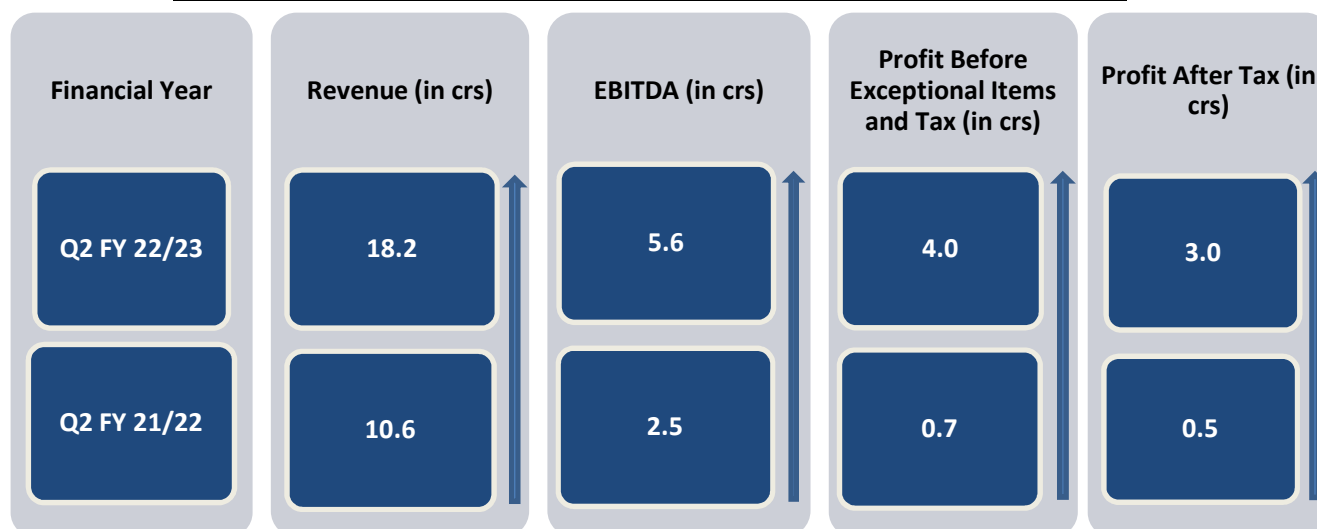 Financial Year
Q2 FY 22/23
Q2 FY 21/22
Revenue (in crs)
18.2
10.6
EBITDA (in crs)
5.6
2.5
Profit Before
Exceptional Items
and Tax (in crs)
4.0
0.7
Profit After Tax (in
crs)
3.0
0.5